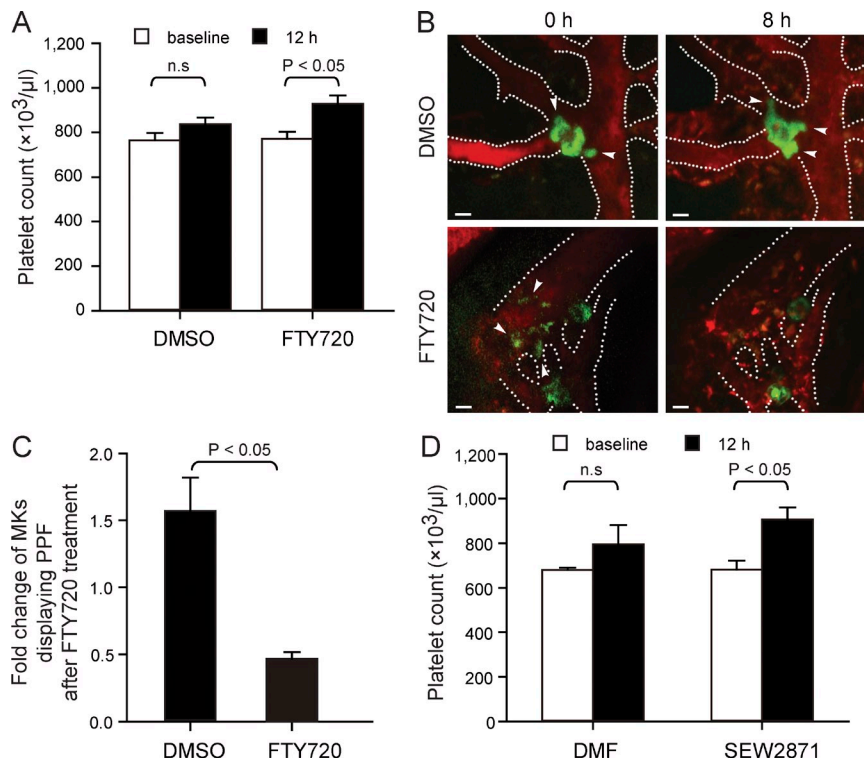 A
baseline
12 h
Platelet count (×10³/µl)
1,200
1,000
800
600
400
200
0
n.s
P < 0.05
DMSO
FTY720
B
0 h
8 h
DMSO
FTY720
C
Fold change of MKs
displaying PPF
after FTY720 treatment
2.0
1.5
1.0
0.5
0.0
P < 0.05
DMSO
FTY720
D
baseline
12 h
Platelet count (×10³/µl)
1,200
1,000
800
600
400
200
0
n.s
P < 0.05
DMF
SEW2871